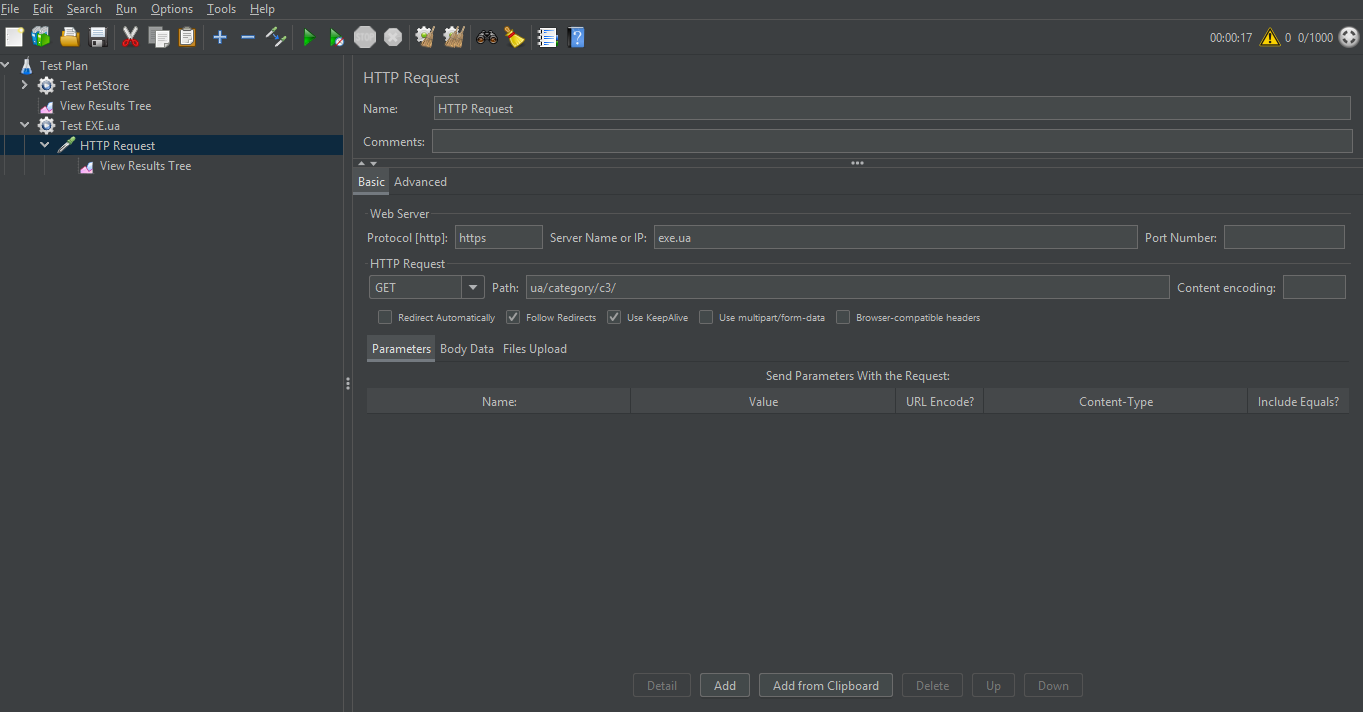 File Edit Search Run Options Tools Help
00:00:17 0 0/1000
Test Plan
Test PetStore
View Results Tree
Test EXE.ua
HTTP Request
View Results Tree
HTTP Request
Name: HTTP Request
Comments:
Basic Advanced
Web Server
Protocol [http]: https Server Name or IP: exe.ua Port Number:
HTTP Request
GET Path: ua/category/c3/ Content encoding:
Redirect Automatically Follow Redirects Use KeepAlive Use multipart/form-data Browser-compatible headers
Parameters Body Data Files Upload
Send Parameters With the Request:
Name: Value URL Encode? Content-Type Include Equals?
Detail Add Add from Clipboard Delete Up Down